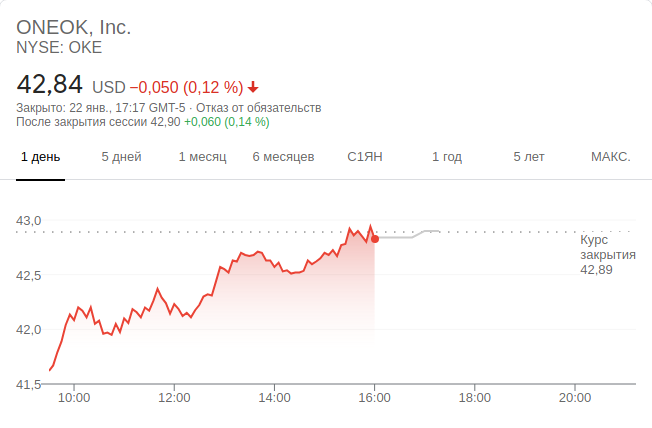 ONEOK, Inc.
NYSE: OKE
42,84 USD −0,050 (0,12 %)
Закрыто: 22 янв., 17:17 GMT-5 · Отказ от обязательств
После закрытия сессии 42,90 +0,060 (0,14 %)
1 день 5 дней 1 месяц 6 месяцев С1ЯН 1 год 5 лет МАКС.
43,0
Курс
закрытия
42,89
42,5
42,0
41,5
10:00 12:00 14:00 16:00 18:00 20:00